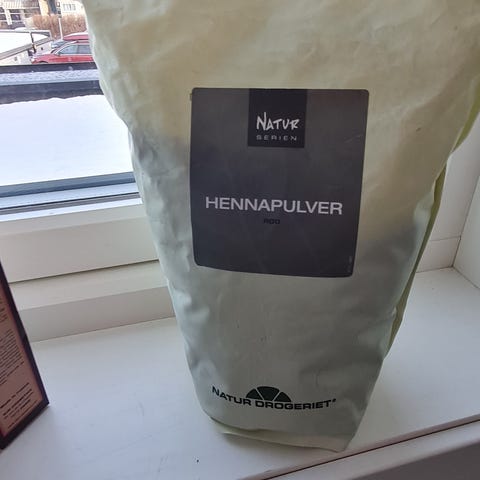 NATUR
SERIEN
HENNAPULVER
RØD
NATUR DROGERIET®